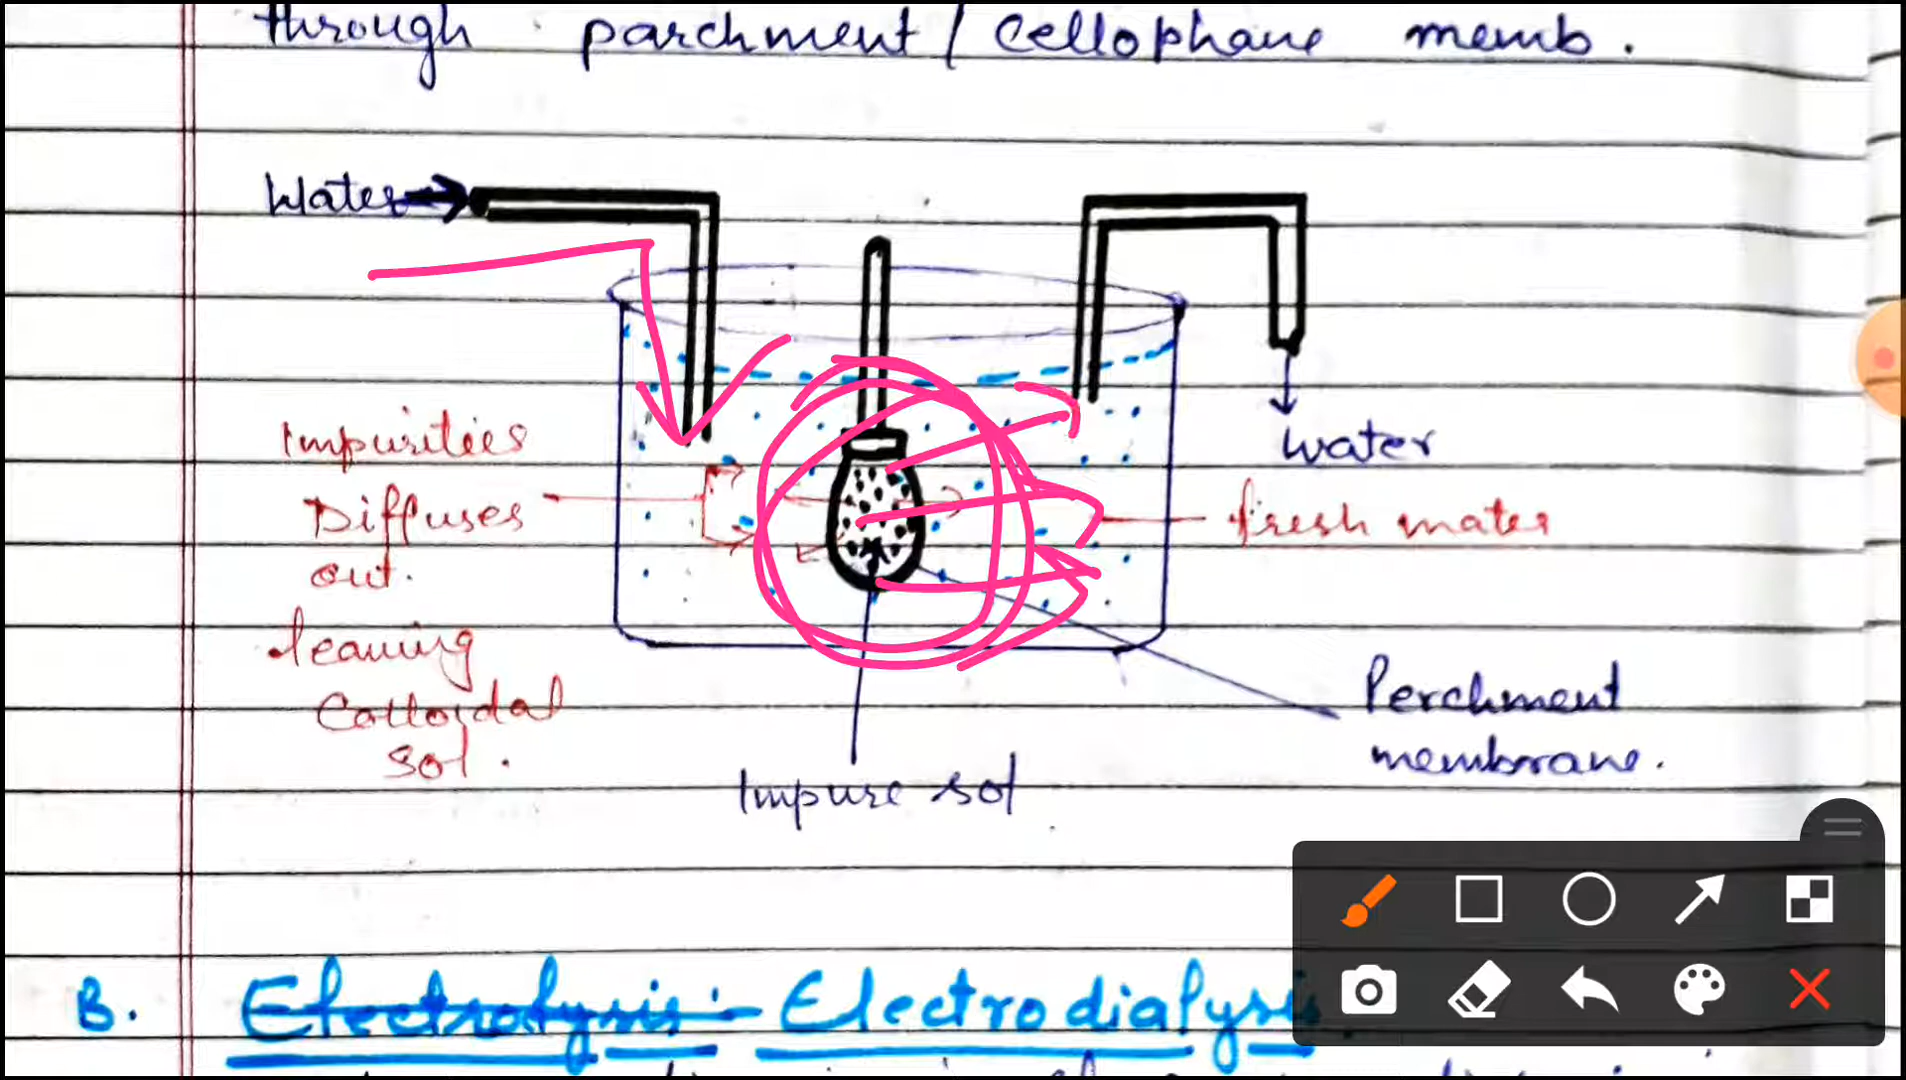 through parchment/cellophane memb.
Water
Impurities
Diffuses
out.
leaving
Colloidal
sol.
water
fresh water
Perchment
membrane.
Impure sol
B. Electrolysis:- Electrodialysis